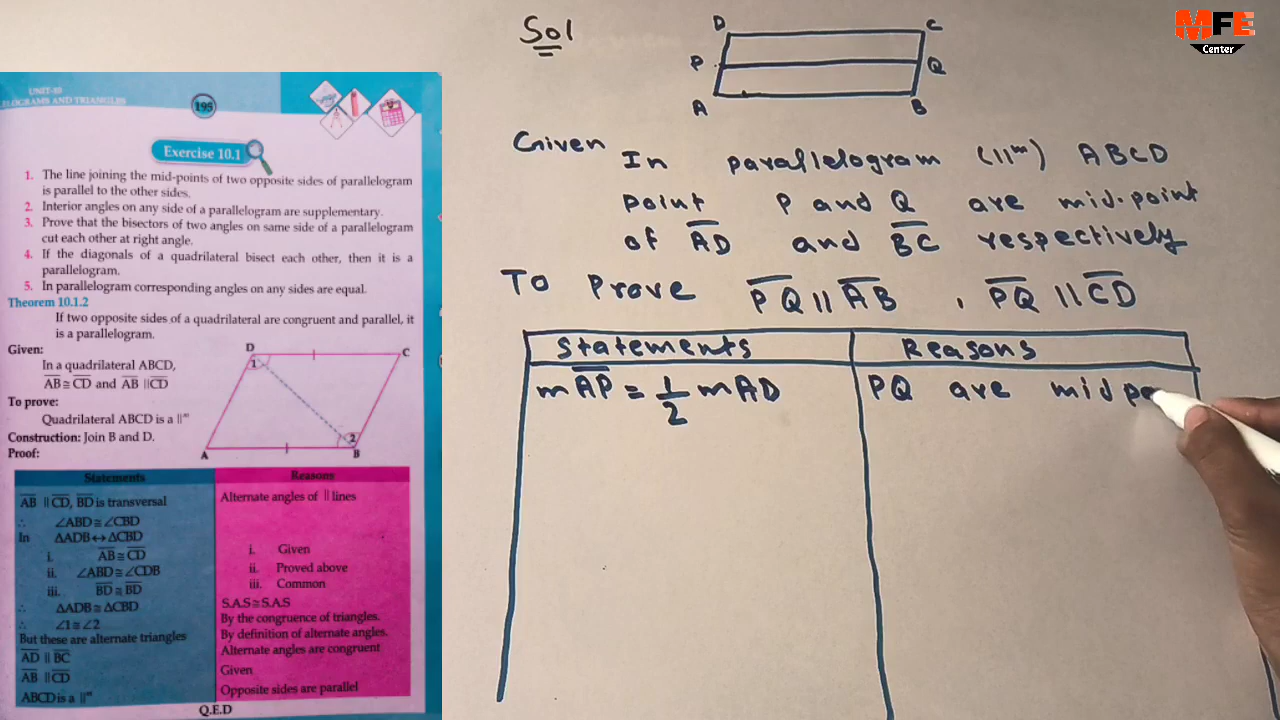 MFE
Center
UNIT-10
PARALLELOGRAMS AND TRIANGLES
195
Exercise 10.1
1. The line joining the mid-points of two opposite sides of parallelogram
is parallel to the other sides.
2. Interior angles on any side of a parallelogram are supplementary.
3. Prove that the bisectors of two angles on same side of a parallelogram
cut each other at right angle.
4. If the diagonals of a quadrilateral bisect each other, then it is a
parallelogram.
5. In parallelogram corresponding angles on any sides are equal.
Theorem 10.1.2
If two opposite sides of a quadrilateral are congruent and parallel, it
is a parallelogram.
Given:
In a quadrilateral ABCD,
AB ≅ CD and AB ∥ CD
To prove:
Quadrilateral ABCD is a ∥ᵐ
Construction: Join B and D.
Proof:
D
C
1
2
A
B
Statements
AB ∥ CD, BD is transversal
∴ ∠ABD ≅ ∠CBD
In ΔADB ↔ ΔCBD
i. AB ≅ CD
ii. ∠ABD ≅ ∠CDB
iii. BD ≅ BD
∴ ΔADB ≅ ΔCBD
∴ ∠1 ≅ ∠2
But these are alternate triangles
AD ∥ BC
AB ∥ CD
ABCD is a ∥ᵐ
Reasons
Alternate angles of ∥ lines
i. Given
ii. Proved above
iii. Common
S.A.S ≅ S.A.S
By the congruence of triangles.
By definition of alternate angles.
Alternate angles are congruent
Given
Opposite sides are parallel
Q.E.D
Sol
D
C
P
Q
A
B
Given In parallelogram (∥ᵐ) ABCD
point P and Q are mid-point
of AD and BC respectively
To Prove PQ ∥ AB , PQ ∥ CD
Statements Reasons
mAP = 1/2 mAD PQ are mid po